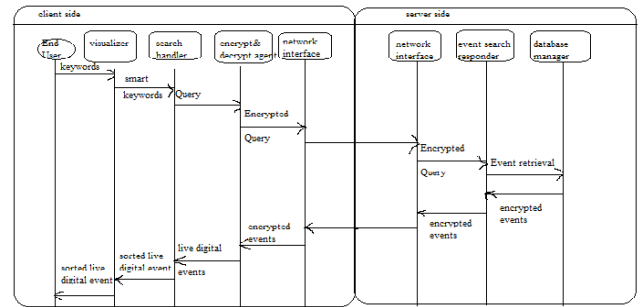 client side
server side
End
User
visualizer
search
handler
encrypt&
decrypt agent
network
interface
network
interface
event search
responder
database
manager
keywords
smart
keywords
Query
Encrypted
Query
Encrypted
Query
Event retrieval
encrypted
events
encrypted
events
encrypted
events
live digital
events
sorted live
digital event
sorted live
digital event